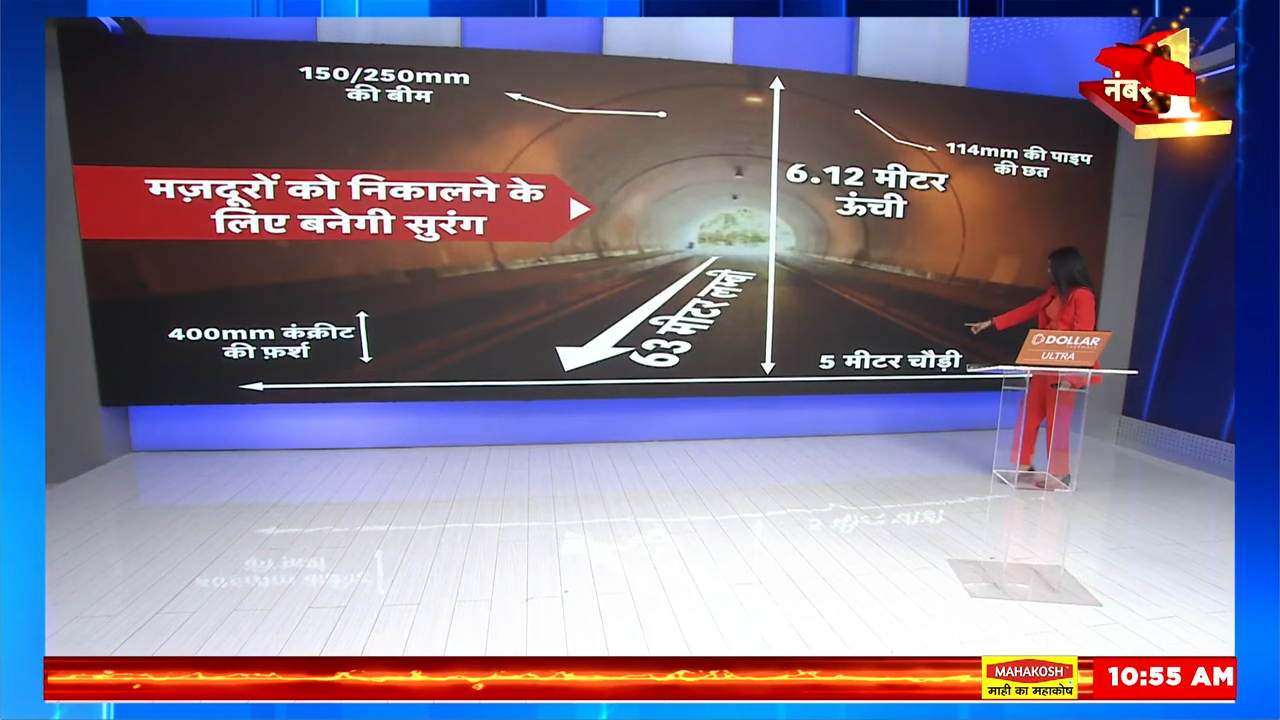 150/250mm
की बीम
114mm की पाइप
की छत
नंबर 1
मज़दूरों को निकालने के
लिए बनेगी सुरंग
6.12 मीटर
ऊंची
63 मीटर लम्बी
400mm कंक्रीट
की फ़र्श
5 मीटर चौड़ी
DOLLAR
ULTRA
MAHAKOSH
माही का महाकोष
10:55 AM